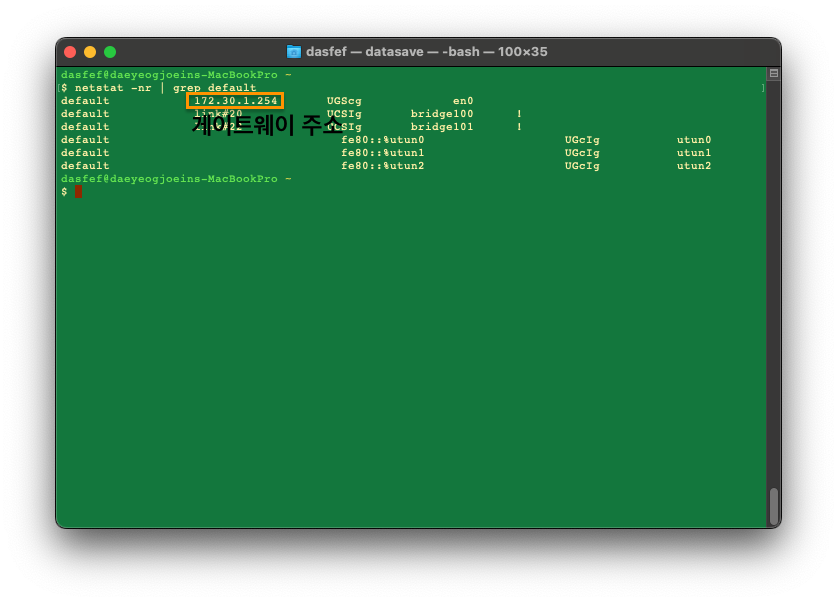 dasfef — datasave — -bash — 100×35
dasfef@daeyeogjoeins-MacBookPro ~
[$ netstat -nr | grep default ]
default 172.30.1.254 UGScg en0
default link#20 UCSIg bridge100 !
default UCSIg bridge101 !
게이트웨이 주소
default fe80::%utun0 UGcIg utun0
default fe80::%utun1 UGcIg utun1
default fe80::%utun2 UGcIg utun2
dasfef@daeyeogjoeins-MacBookPro ~
$